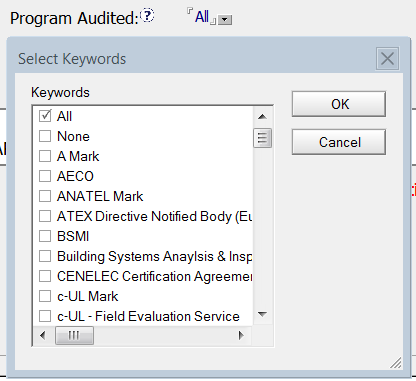 Program Audited:? All
Select Keywords
Keywords
All
None
A Mark
AECO
ANATEL Mark
ATEX Directive Notified Body (Eu
BSMI
Building Systems Anaylsis & Insp
CENELEC Certification Agreemen
c-UL Mark
c-UL - Field Evaluation Service
OK
Cancel